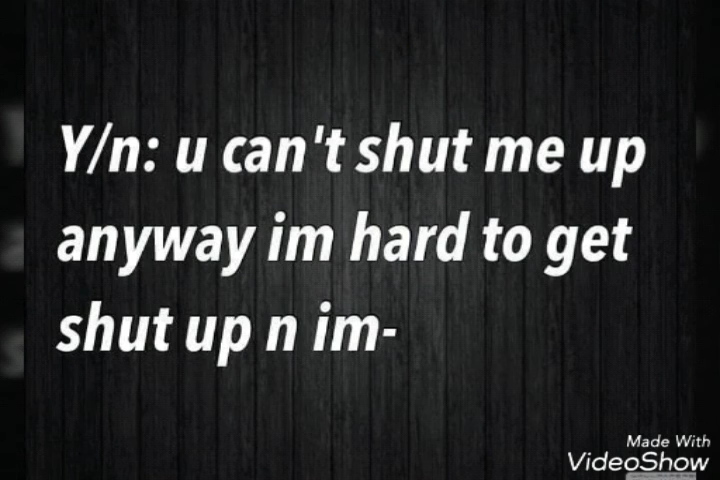 Y/n: u can't shut me up
anyway im hard to get
shut up n im-
Made With
VideoShow